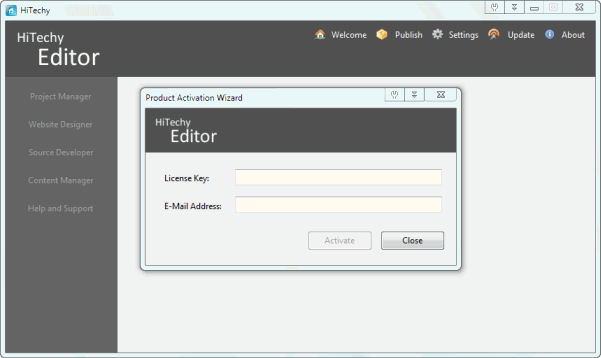 HiTechy
HiTechy
Editor
Welcome
Publish
Settings
Update
About
Project Manager
Website Designer
Source Developer
Content Manager
Help and Support
Product Activation Wizard
HiTechy
Editor
License Key:
E-Mail Address:
Activate
Close